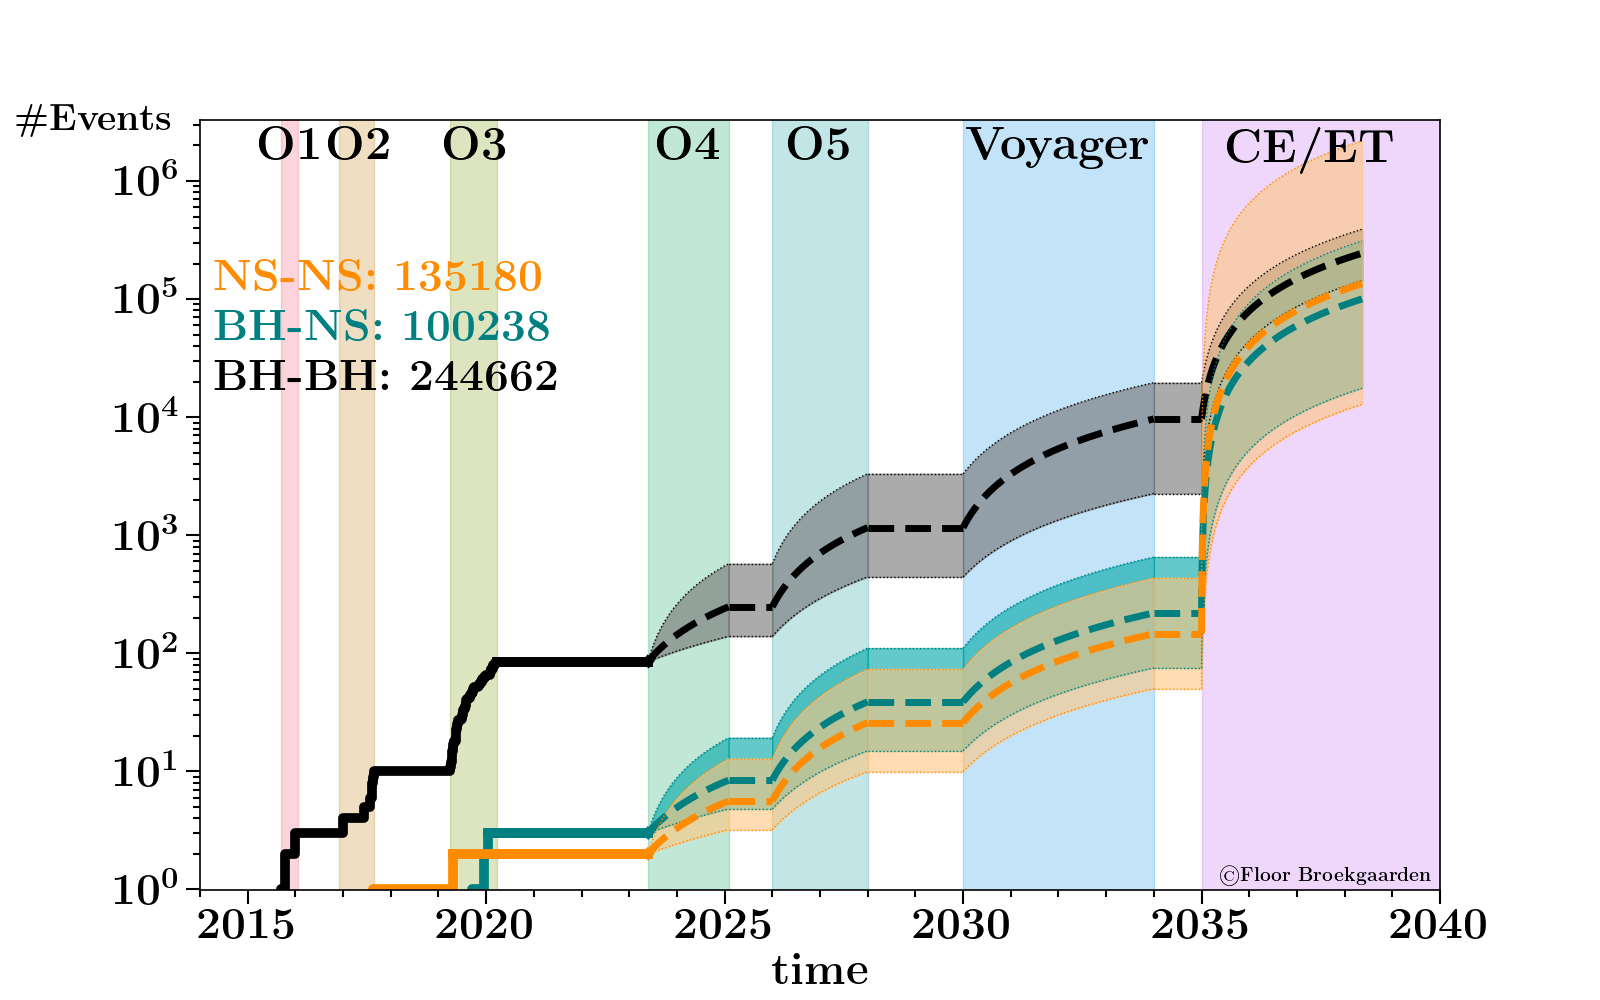 #Events
O1 O2 O3 O4 O5 Voyager CE/ET
10^6
NS-NS: 135180
10^5
BH-NS: 100238
BH-BH: 244662
10^4
10^3
10^2
10^1
©Floor Broekgaarden
10^0
2015 2020 2025 2030 2035 2040
time